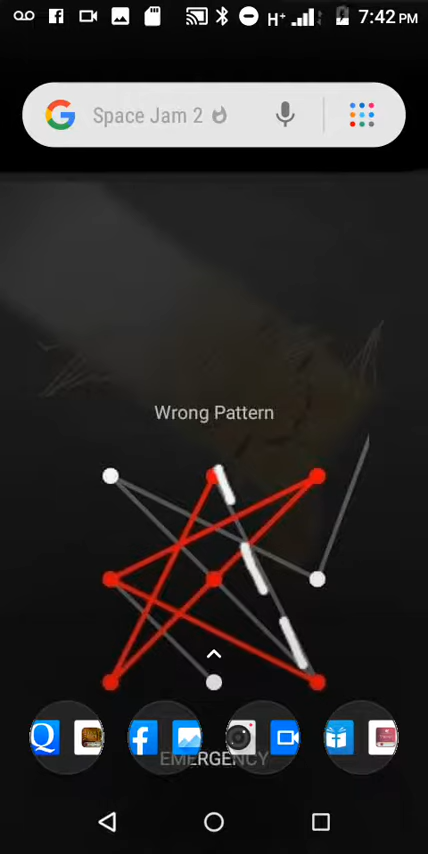 H+ 7:42 PM
Space Jam 2 🔥
Wrong Pattern
EMERGENCY